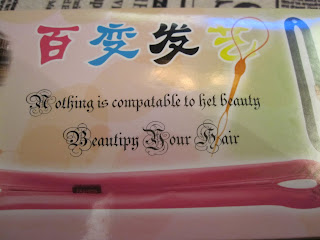 百变发艺
Nothing is compatable to het beauty
Beautipy Your Hair